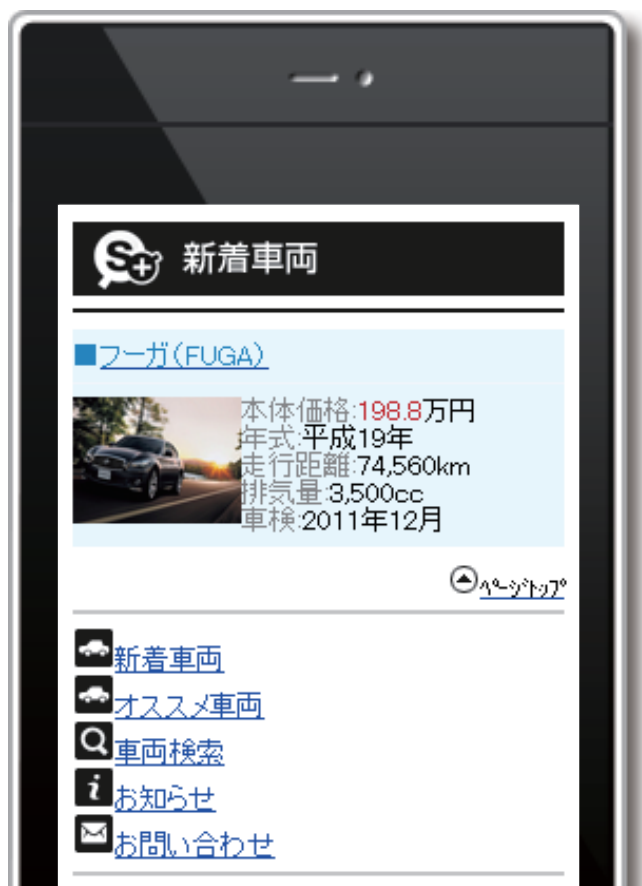 S+ 新着車両
■フーガ(FUGA)
本体価格:198.8万円
年式:平成19年
走行距離:74,560km
排気量:3,500cc
車検:2011年12月
ﾍﾟｰｼﾞﾄｯﾌﾟ
新着車両
オススメ車両
車両検索
お知らせ
お問い合わせ